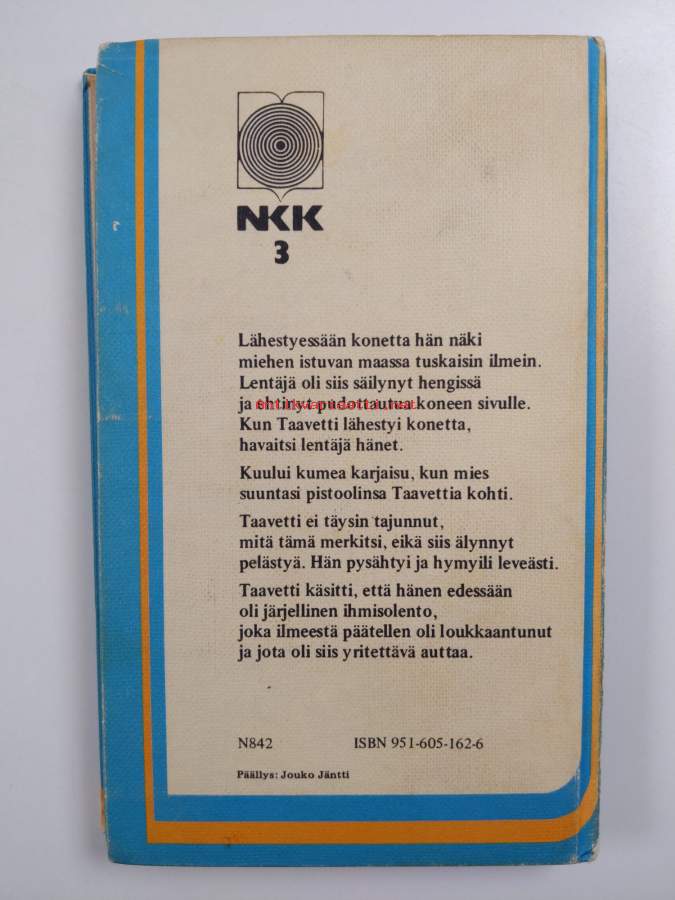 NKK
3
Lähestyessään konetta hän näki
miehen istuvan maassa tuskaisin ilmein.
Lentäjä oli siis säilynyt hengissä
ja ehtinyt pudottautua koneen sivulle.
Kun Taavetti lähestyi konetta,
havaitsi lentäjä hänet.
Kuului kumea karjaisu, kun mies
suuntasi pistoolinsa Taavettia kohti.
Taavetti ei täysin tajunnut,
mitä tämä merkitsi, eikä siis älynnyt
pelästyä. Hän pysähtyi ja hymyili leveästi.
Taavetti käsitti, että hänen edessään
oli järjellinen ihmisolento,
joka ilmeestä päätellen oli loukkaantunut
ja jota oli siis yritettävä auttaa.
N842 ISBN 951-605-162-6
Päällys: Jouko Jäntti